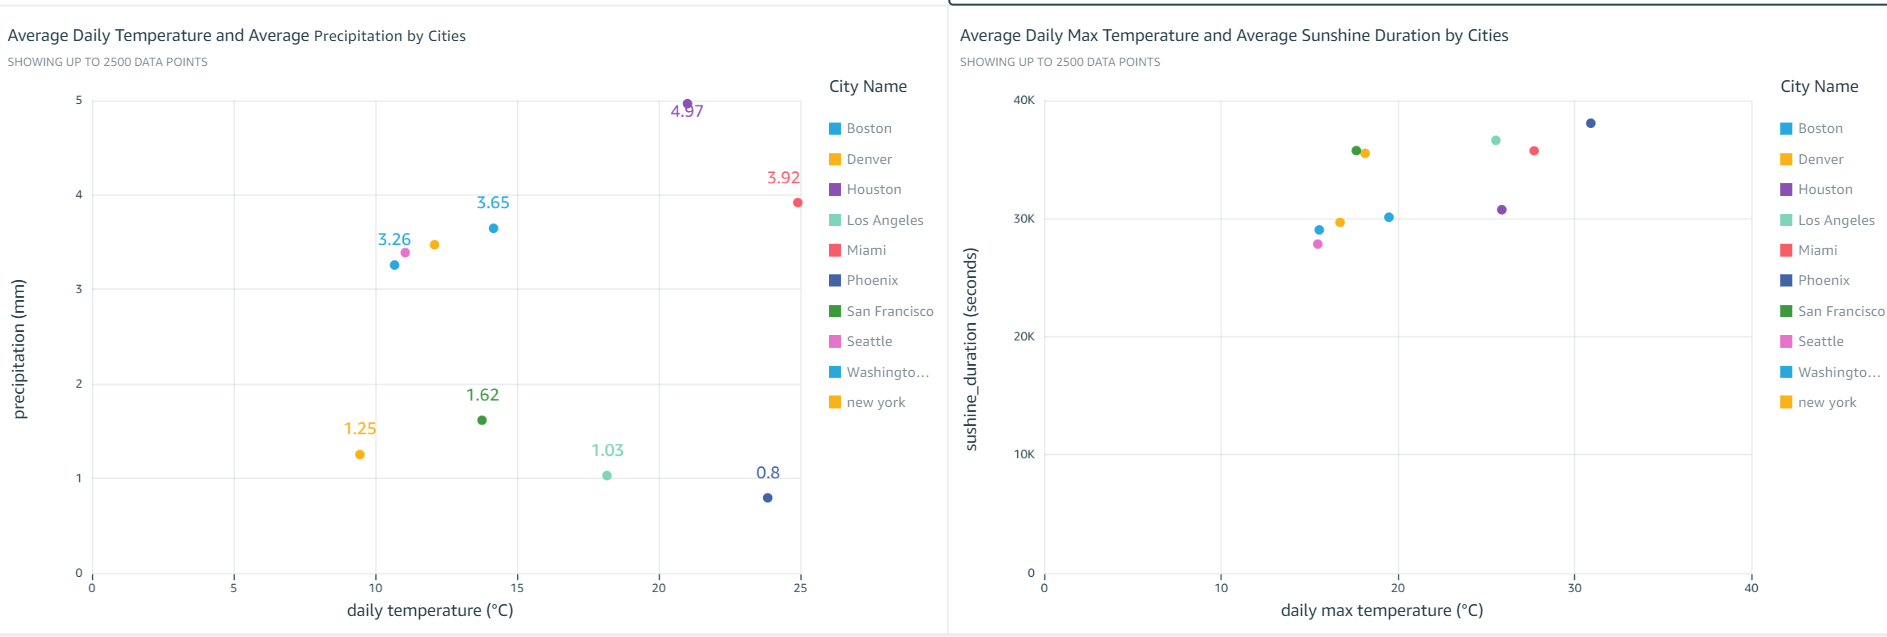 Average Daily Temperature and Average Precipitation by Cities
SHOWING UP TO 2500 DATA POINTS
precipitation (mm)
5
4
3
2
1
0
4.97
3.92
3.65
3.26
1.62
1.25
1.03
0.8
0
5
10
15
20
25
daily temperature (°C)
City Name
Boston
Denver
Houston
Los Angeles
Miami
Phoenix
San Francisco
Seattle
Washingto...
new york
Average Daily Max Temperature and Average Sunshine Duration by Cities
SHOWING UP TO 2500 DATA POINTS
sushine_duration (seconds)
40K
30K
20K
10K
0
0
10
20
30
40
daily max temperature (°C)
City Name
Boston
Denver
Houston
Los Angeles
Miami
Phoenix
San Francisco
Seattle
Washingto...
new york